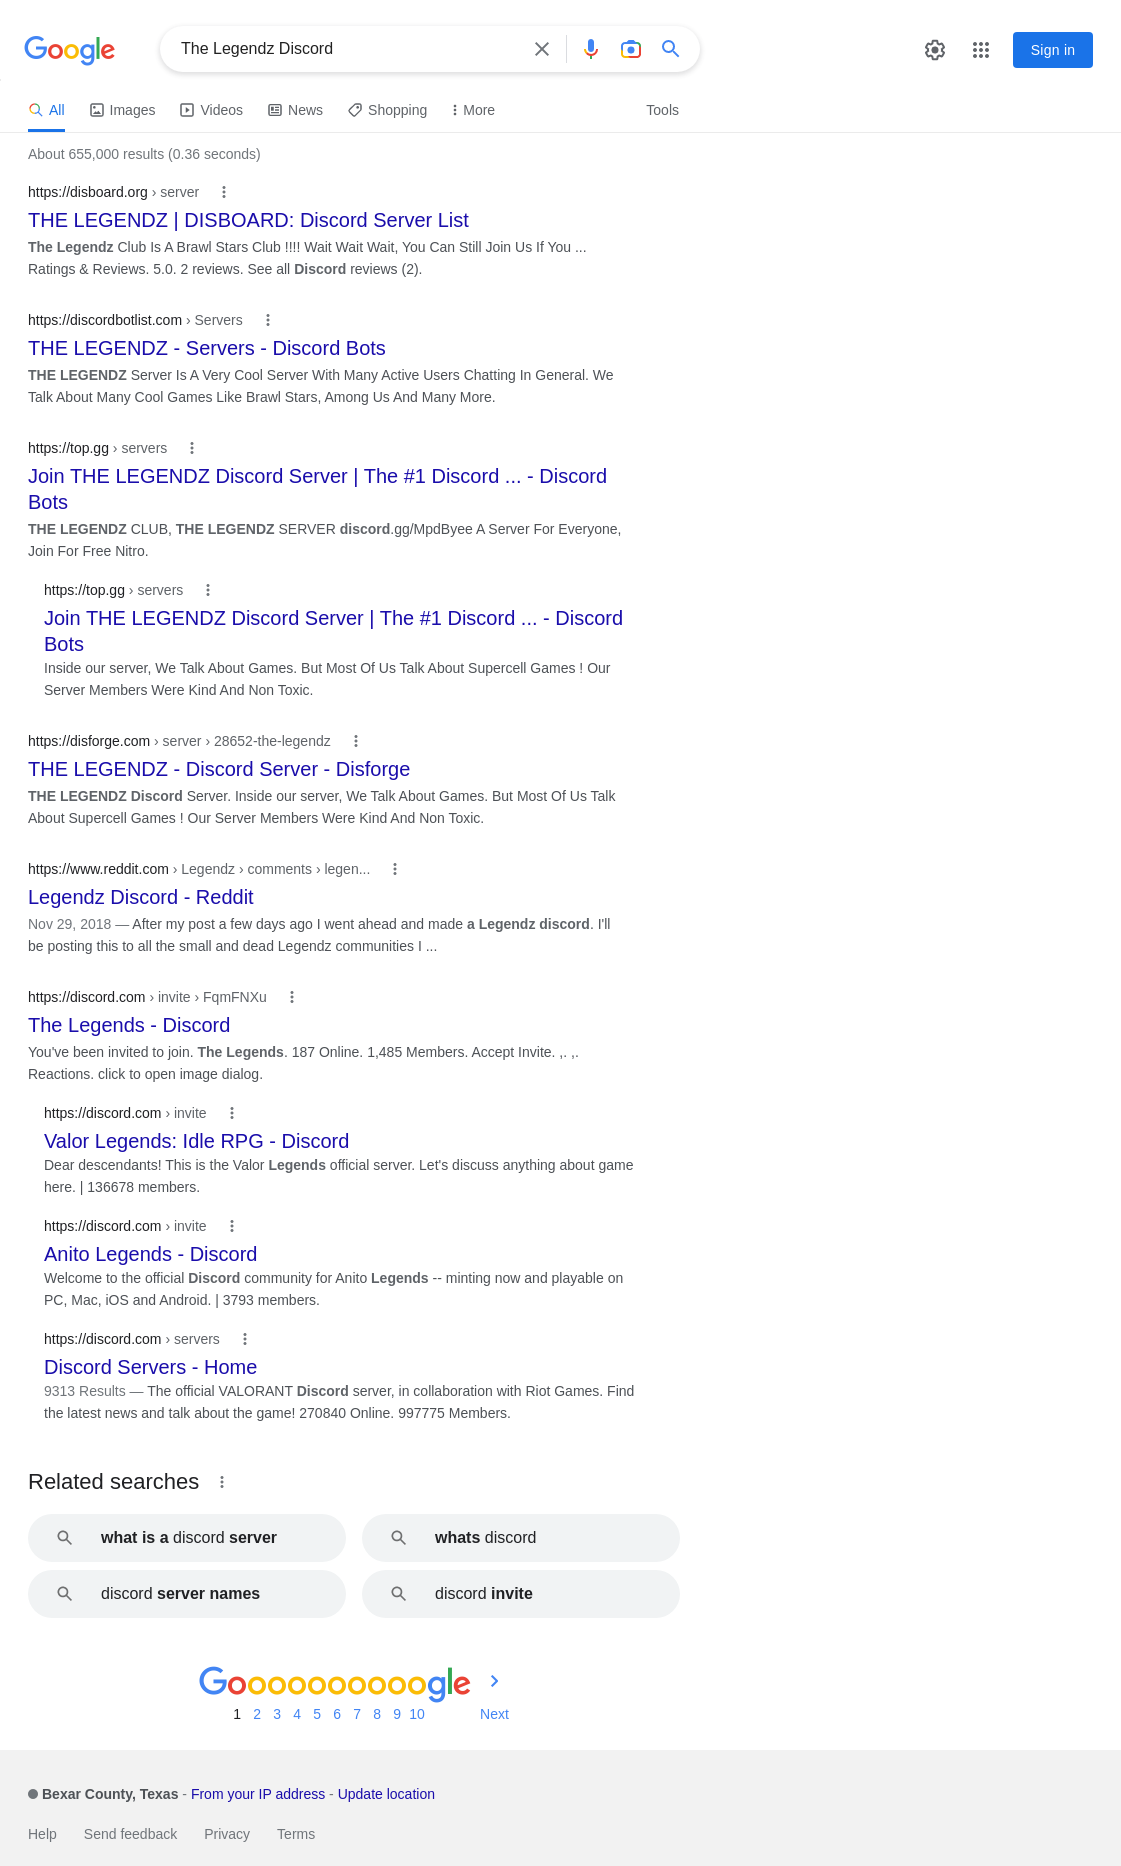 Google
The Legendz Discord
Sign in
All Images Videos News Shopping More Tools
About 655,000 results (0.36 seconds)
https://disboard.org › server
THE LEGENDZ | DISBOARD: Discord Server List
The Legendz Club Is A Brawl Stars Club !!!! Wait Wait Wait, You Can Still Join Us If You ...
Ratings & Reviews. 5.0. 2 reviews. See all Discord reviews (2).
https://discordbotlist.com › Servers
THE LEGENDZ - Servers - Discord Bots
THE LEGENDZ Server Is A Very Cool Server With Many Active Users Chatting In General. We
Talk About Many Cool Games Like Brawl Stars, Among Us And Many More.
https://top.gg › servers
Join THE LEGENDZ Discord Server | The #1 Discord ... - Discord
Bots
THE LEGENDZ CLUB, THE LEGENDZ SERVER discord.gg/MpdByee A Server For Everyone,
Join For Free Nitro.
https://top.gg › servers
Join THE LEGENDZ Discord Server | The #1 Discord ... - Discord
Bots
Inside our server, We Talk About Games. But Most Of Us Talk About Supercell Games ! Our
Server Members Were Kind And Non Toxic.
https://disforge.com › server › 28652-the-legendz
THE LEGENDZ - Discord Server - Disforge
THE LEGENDZ Discord Server. Inside our server, We Talk About Games. But Most Of Us Talk
About Supercell Games ! Our Server Members Were Kind And Non Toxic.
https://www.reddit.com › Legendz › comments › legen...
Legendz Discord - Reddit
Nov 29, 2018 — After my post a few days ago I went ahead and made a Legendz discord. I'll
be posting this to all the small and dead Legendz communities I ...
https://discord.com › invite › FqmFNXu
The Legends - Discord
You've been invited to join. The Legends. 187 Online. 1,485 Members. Accept Invite. ,. ,.
Reactions. click to open image dialog.
https://discord.com › invite
Valor Legends: Idle RPG - Discord
Dear descendants! This is the Valor Legends official server. Let's discuss anything about game
here. | 136678 members.
https://discord.com › invite
Anito Legends - Discord
Welcome to the official Discord community for Anito Legends -- minting now and playable on
PC, Mac, iOS and Android. | 3793 members.
https://discord.com › servers
Discord Servers - Home
9313 Results — The official VALORANT Discord server, in collaboration with Riot Games. Find
the latest news and talk about the game! 270840 Online. 997775 Members.
Related searches
what is a discord server
whats discord
discord server names
discord invite
Goooooooooogle
1 2 3 4 5 6 7 8 9 10 Next
Bexar County, Texas - From your IP address - Update location
Help Send feedback Privacy Terms